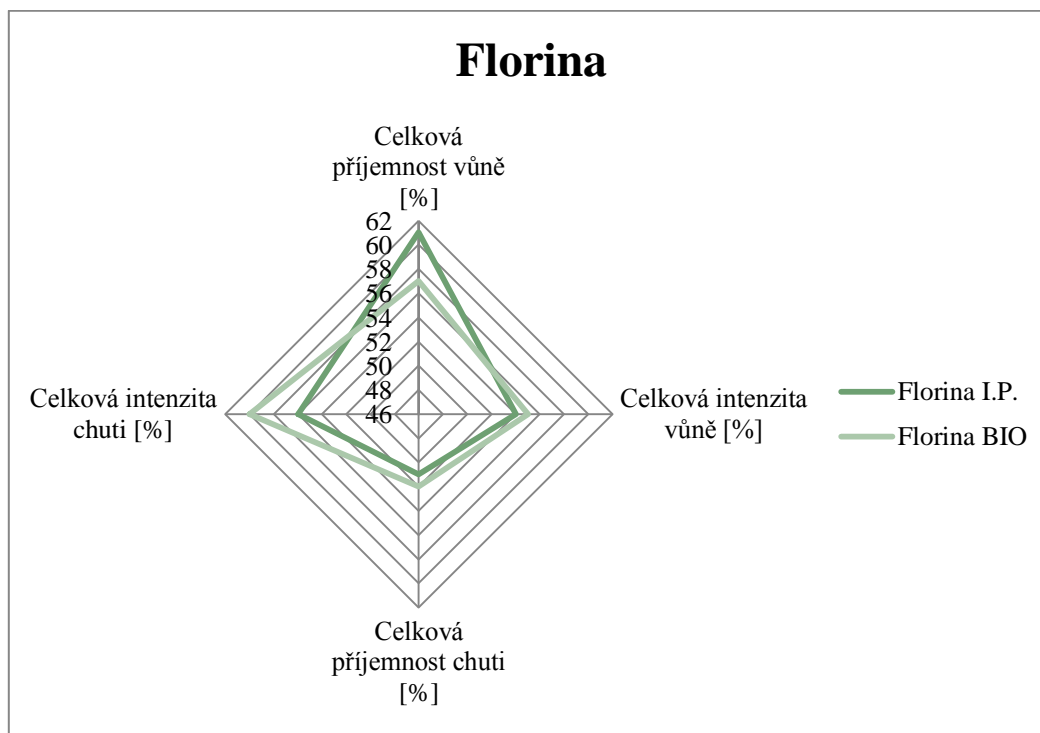 Florina
Celková
příjemnost vůně
[%]
62
60
58
56
54
52
50
48
46
Celková intenzita
chuti [%]
Celková intenzita
vůně [%]
Florina I.P.
Florina BIO
Celková
příjemnost chuti
[%]